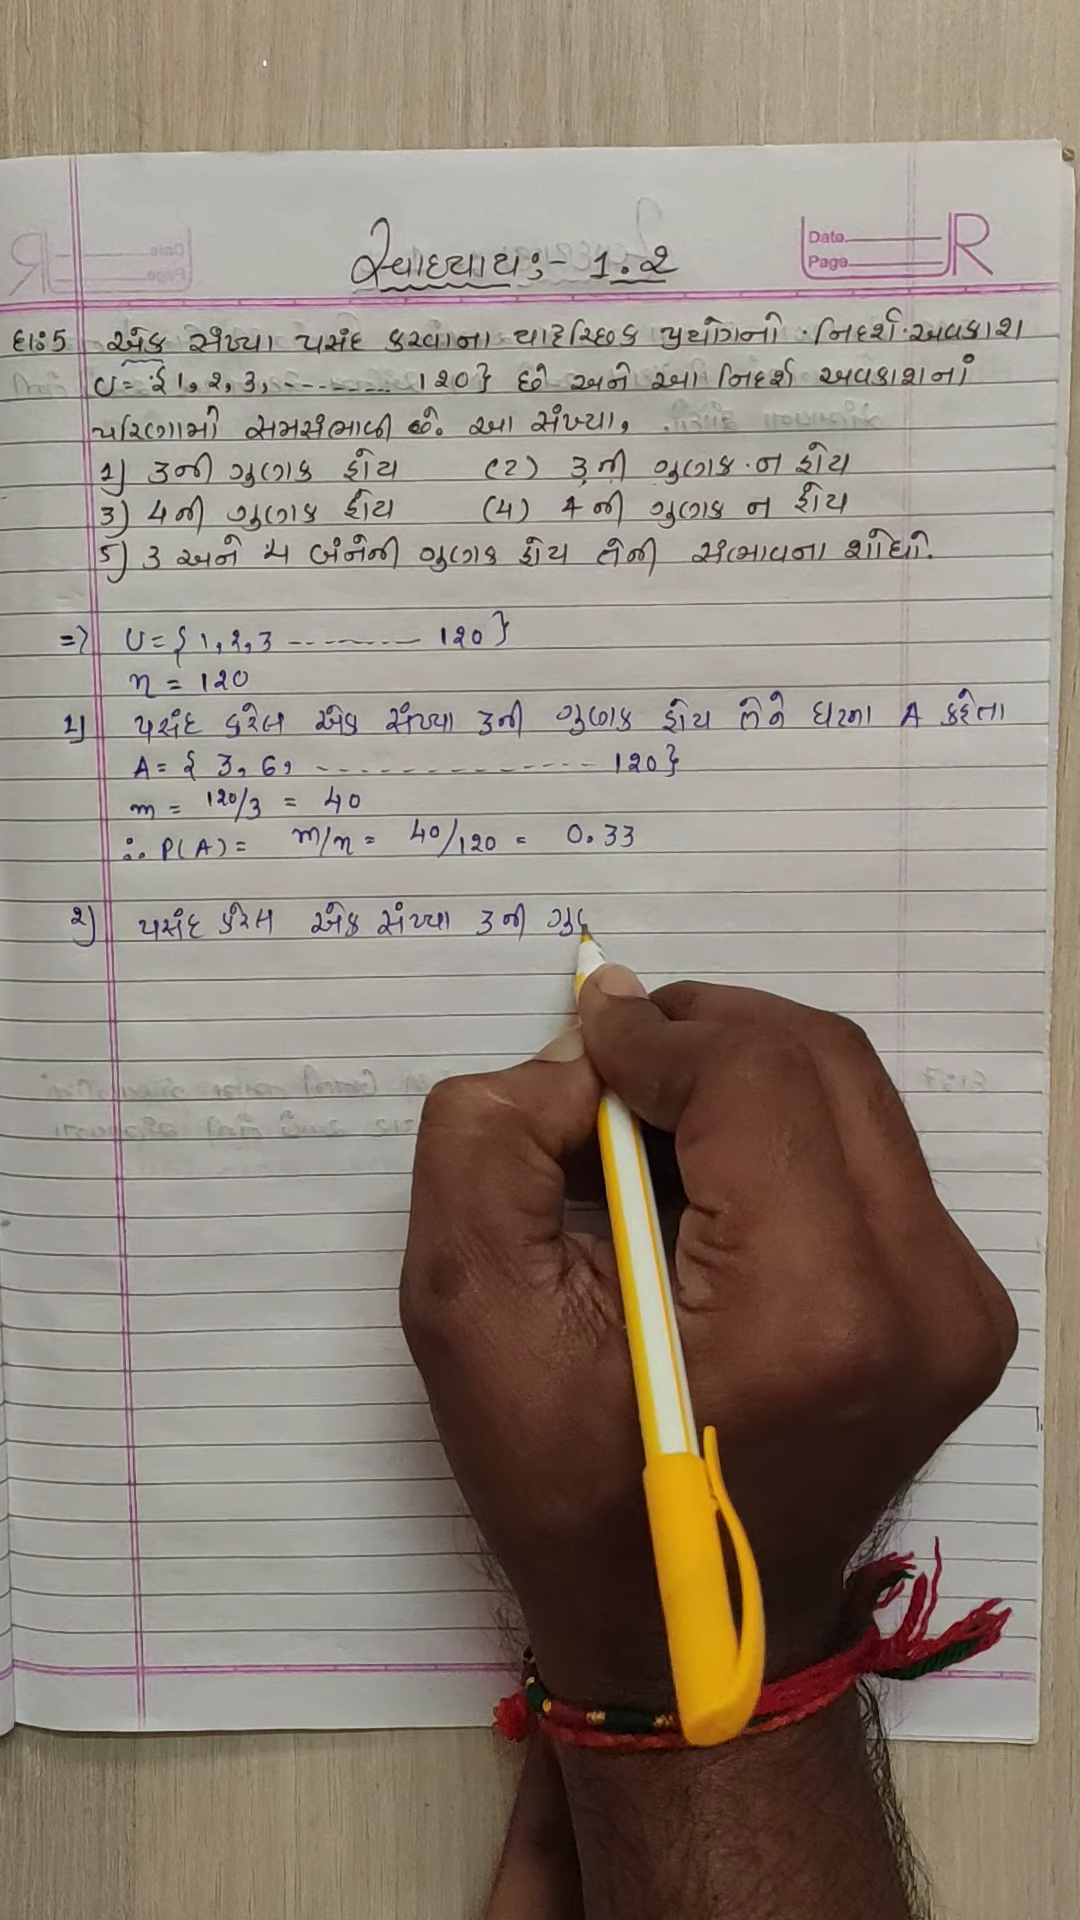 સ્વાધ્યાય:- 1.2
Date
Page
R
દા:5 એક સંખ્યા પસંદ કરવાના યાદચ્છિક પ્રયોગનો નિદર્શ અવકાશ
U = {1, 2, 3, ------- 120} છે અને આ નિદર્શ અવકાશનાં
પરિણામો સમસંભાવી છે. આ સંખ્યા,
1) 3ની ગુણક હોય (2) 3ની ગુણક ન હોય
3) 4ની ગુણક હોય (4) 4ની ગુણક ન હોય
5) 3 અને 4 બંનેની ગુણક હોય તેની સંભાવના શોધો.
=> U = {1, 2, 3 -------- 120}
n = 120
1) પસંદ કરેલ એક સંખ્યા 3ની ગુણક હોય તેને ઘટના A કહેતા
A = { 3, 6, -------------- 120}
m = 120/3 = 40
∴ P(A) = m/n = 40/120 = 0.33
૨) પસંદ કરેલ એક સંખ્યા 3ની